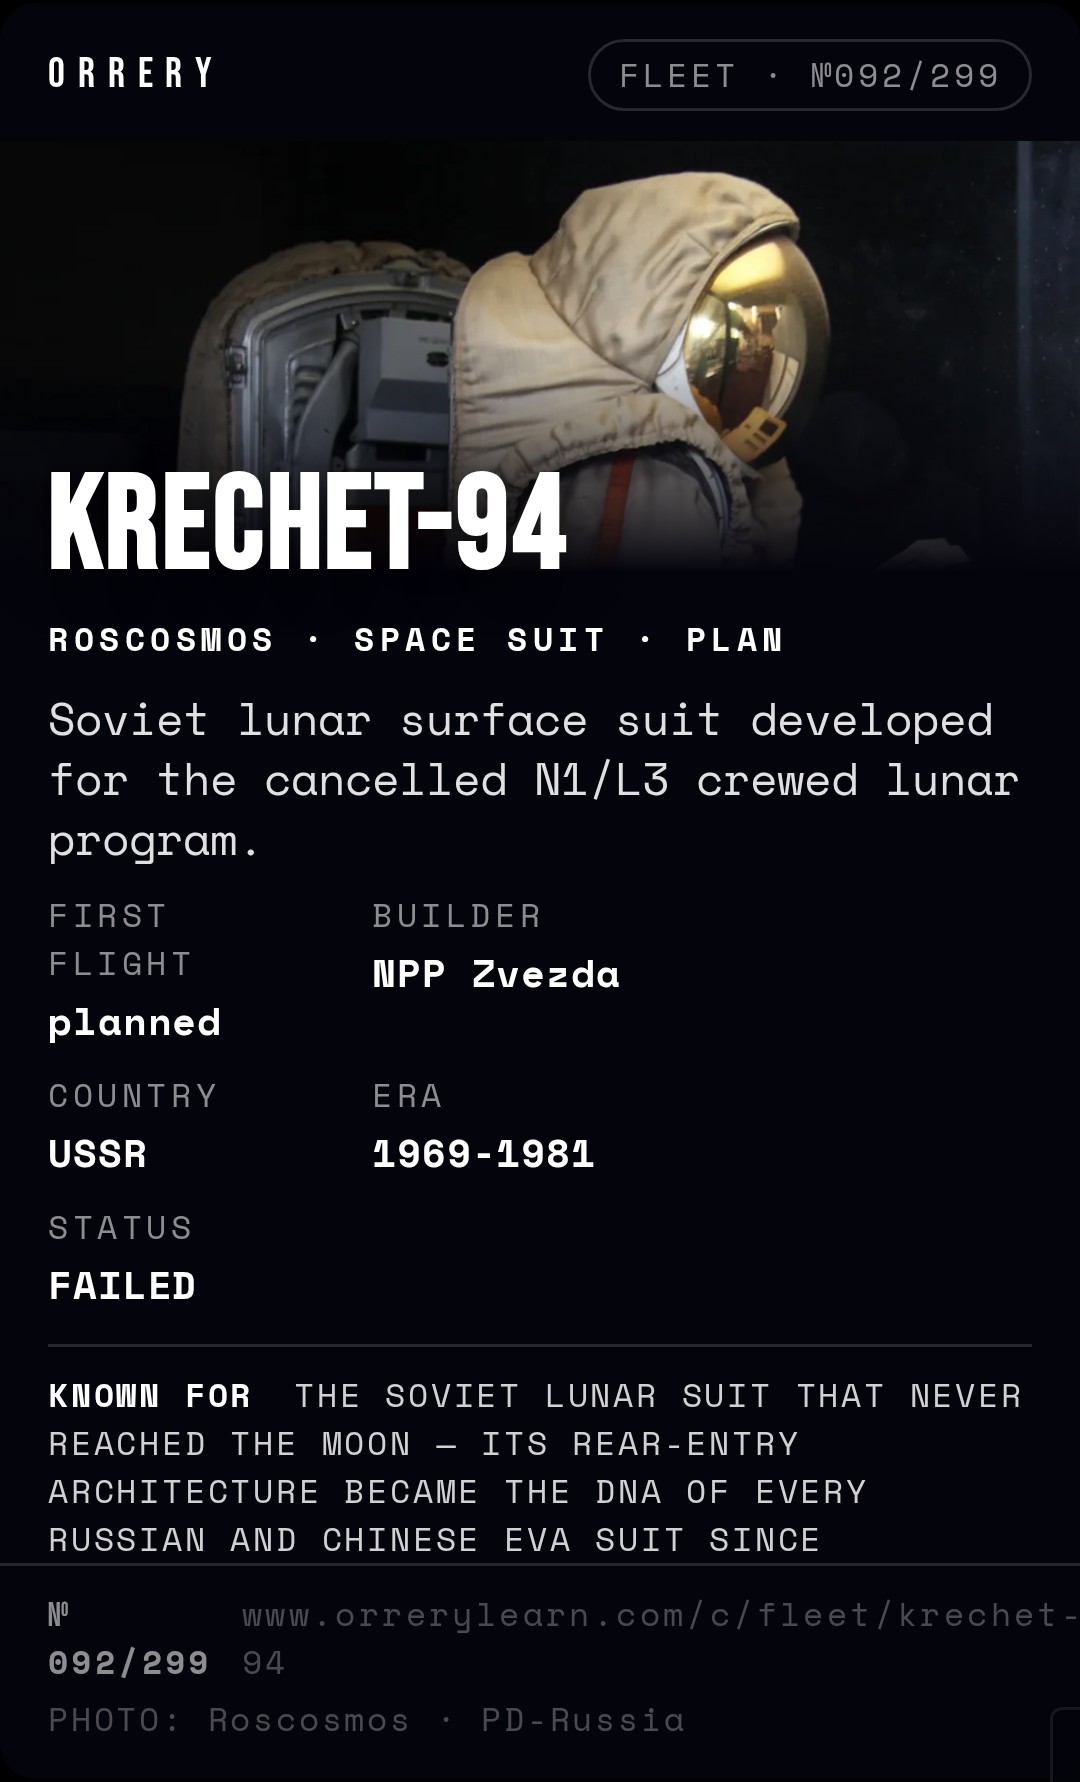 ORRERY
FLEET · №092/299
KRECHET-94
ROSCOSMOS · SPACE SUIT · PLAN
Soviet lunar surface suit developed
for the cancelled N1/L3 crewed lunar
program.
FIRST
FLIGHT
planned
BUILDER
NPP Zvezda
COUNTRY
USSR
ERA
1969-1981
STATUS
FAILED
KNOWN FOR THE SOVIET LUNAR SUIT THAT NEVER
REACHED THE MOON — ITS REAR-ENTRY
ARCHITECTURE BECAME THE DNA OF EVERY
RUSSIAN AND CHINESE EVA SUIT SINCE
№
092/299
www.orrerylearn.com/c/fleet/krechet-
94
PHOTO: Roscosmos · PD-Russia